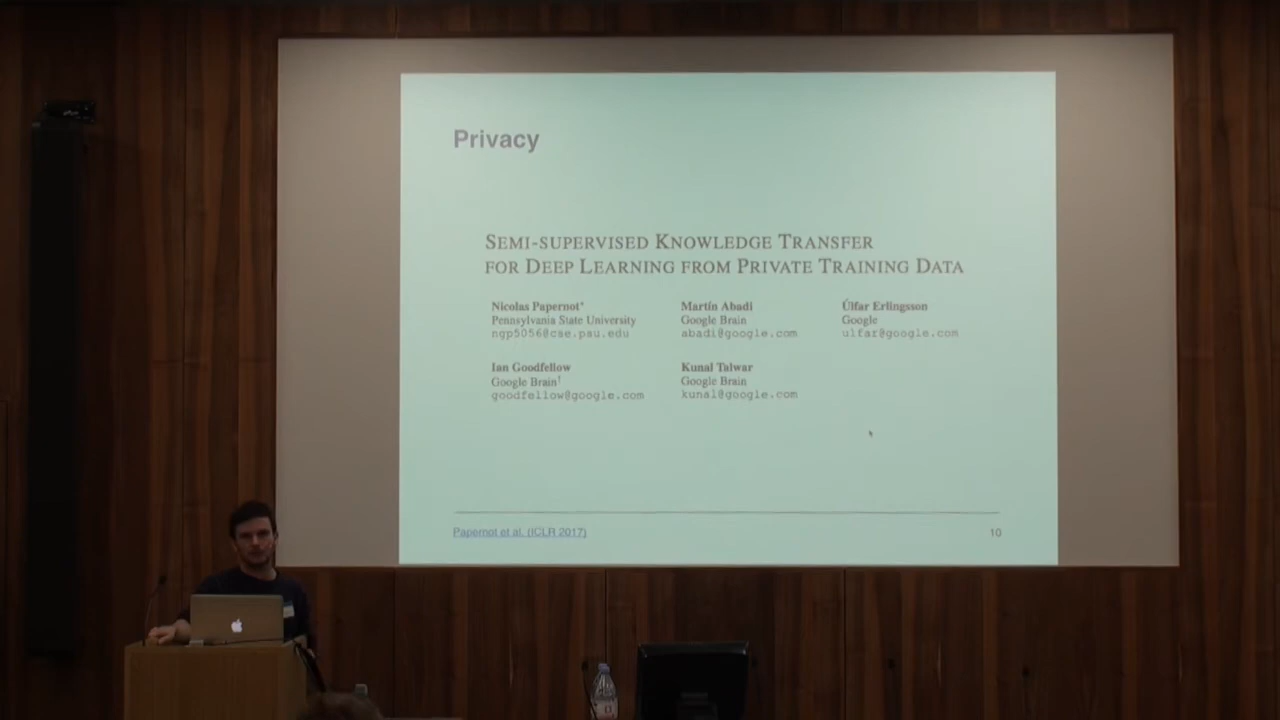 Privacy
SEMI-SUPERVISED KNOWLEDGE TRANSFER
FOR DEEP LEARNING FROM PRIVATE TRAINING DATA
Nicolas Papernot*
Pennsylvania State University
ngp5056@cse.psu.edu
Martín Abadi
Google Brain
abadi@google.com
Úlfar Erlingsson
Google
ulfar@google.com
Ian Goodfellow
Google Brain†
goodfellow@google.com
Kunal Talwar
Google Brain
kunal@google.com
Papernot et al. (ICLR 2017)
10